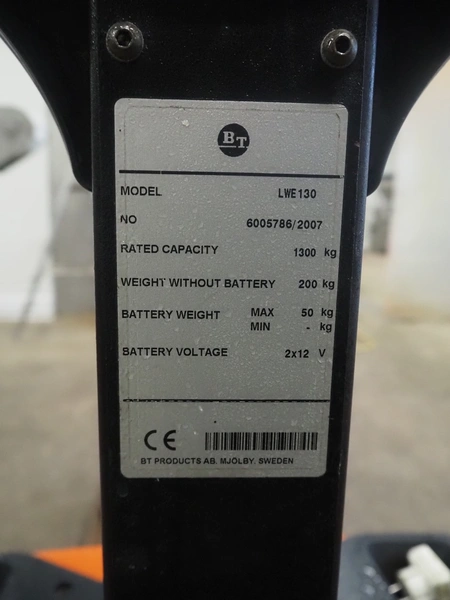 BT
MODEL LWE130
NO 6005786/2007
RATED CAPACITY 1300 kg
WEIGHT WITHOUT BATTERY 200 kg
BATTERY WEIGHT MAX 50 kg
MIN - kg
BATTERY VOLTAGE 2x12 V
CE
BT PRODUCTS AB. MJÖLBY. SWEDEN